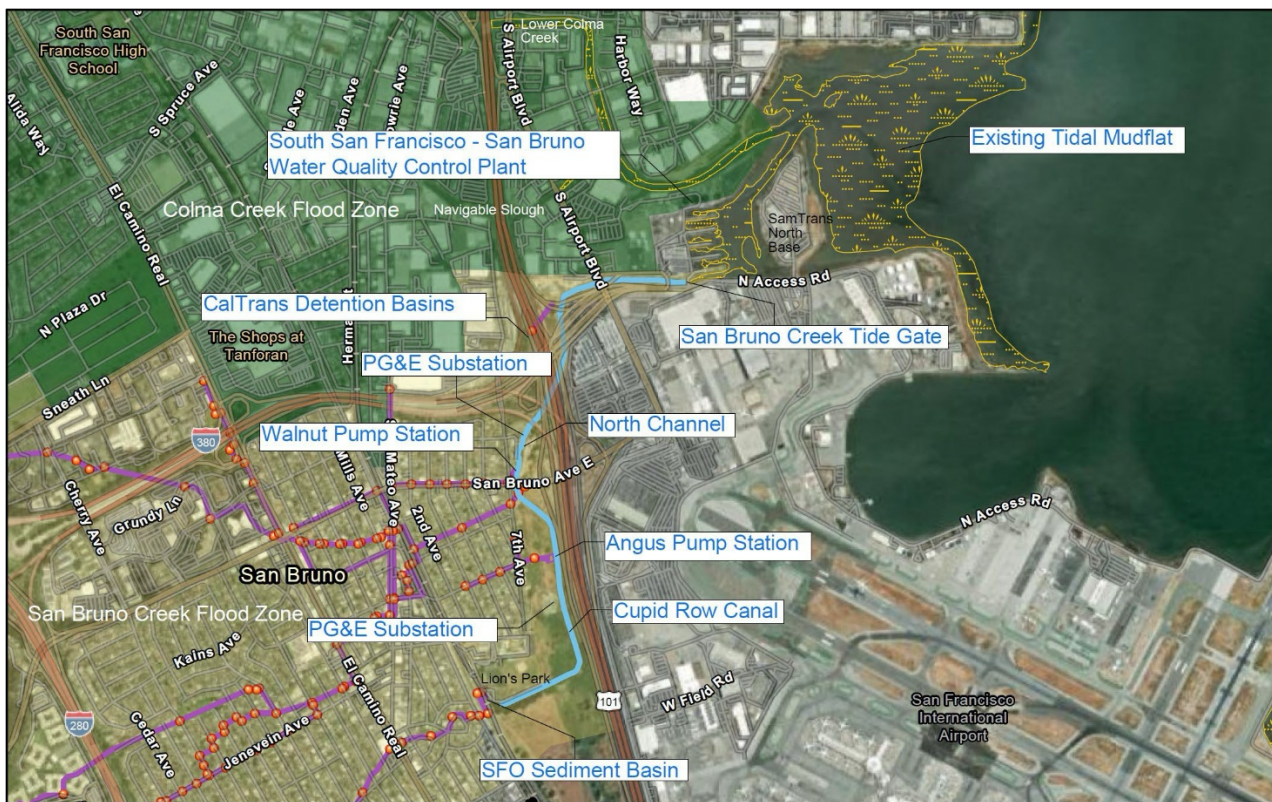 South San
Francisco High
School
Alida Way
S Spruce Ave
El Camino Real
Lowrie Ave
S Airport Blvd
Lower Colma
Creek
Harbor Way
South San Francisco - San Bruno
Water Quality Control Plant
Existing Tidal Mudflat
Colma Creek Flood Zone
Navigable Slough
S Airport Blvd
SamTrans
North
Base
N Access Rd
N Plaza Dr
CalTrans Detention Basins
The Shops at
Tanforan
San Bruno Creek Tide Gate
PG&E Substation
Sneath Ln
380
Walnut Pump Station
North Channel
San Bruno Ave E
Mills Ave
S Mateo Ave
2nd Ave
Cherry Ave
Grundy Ln
7th Ave
Angus Pump Station
N Access Rd
San Bruno
San Bruno Creek Flood Zone
PG&E Substation
Cupid Row Canal
Kains Ave
El Camino Real
Lion's Park
101
W Field Rd
San Francisco
International
Airport
280
Cedar Ave
Jenevein Ave
SFO Sediment Basin